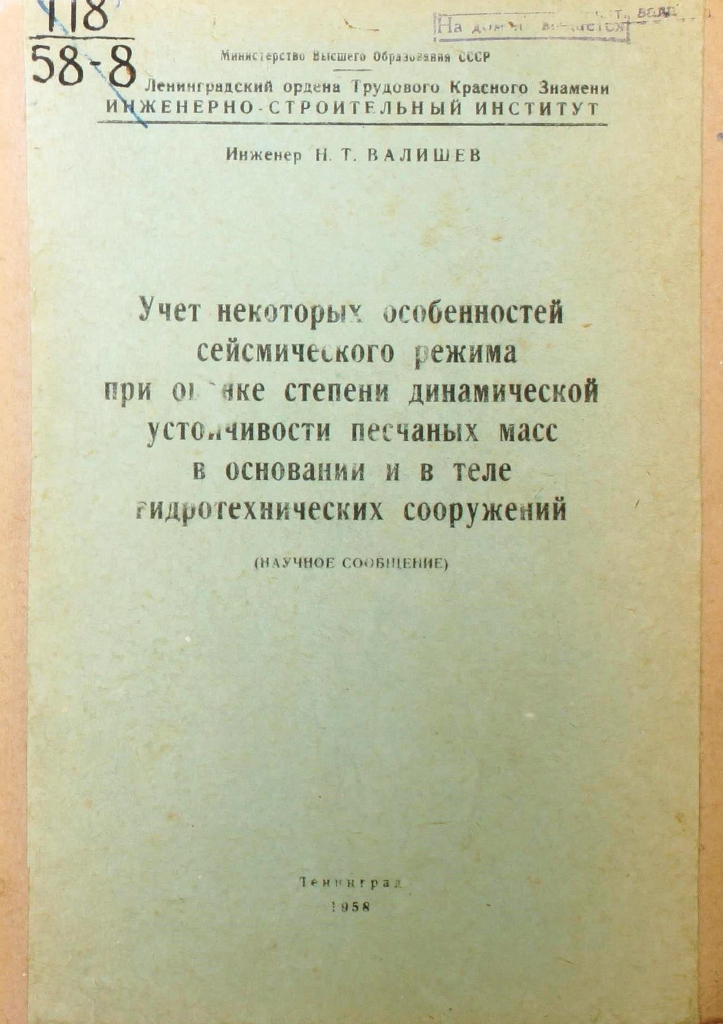 118
58-8
На дом не выдается
Министерство Высшего Образования СССР
Ленинградский ордена Трудового Красного Знамени
ИНЖЕНЕРНО-СТРОИТЕЛЬНЫЙ ИНСТИТУТ
Инженер Н. Т. ВАЛИШЕВ
Учет некоторых особенностей
сейсмического режима
при оценке степени динамической
устойчивости песчаных масс
в основании и в теле
гидротехнических сооружений
(НАУЧНОЕ СООБЩЕНИЕ)
Ленинград
1958